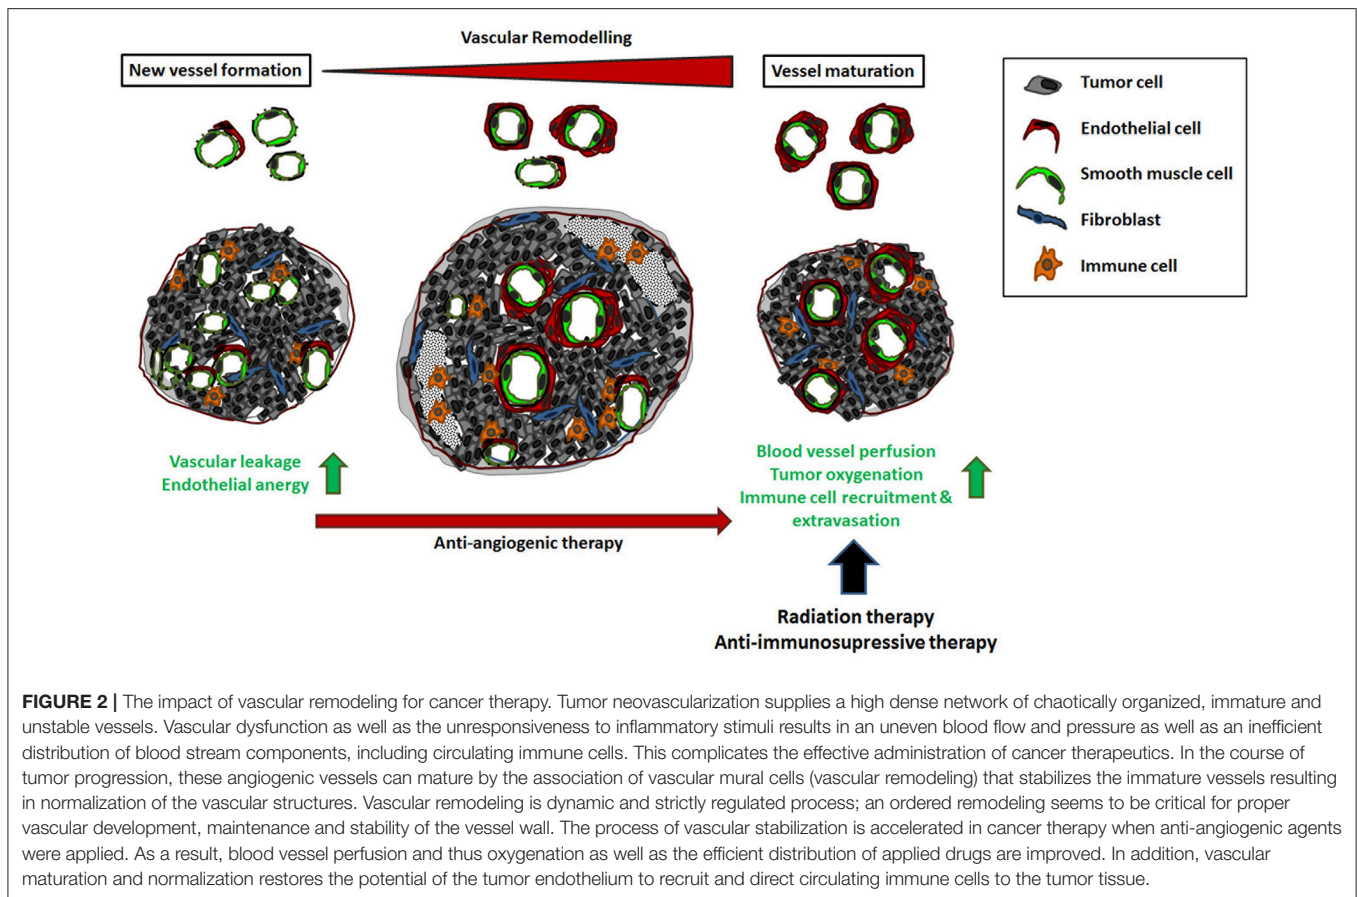 Vascular Remodelling
New vessel formation
Vessel maturation
Tumor cell
Endothelial cell
Smooth muscle cell
Fibroblast
Immune cell
Vascular leakage
Endothelial anergy
Blood vessel perfusion
Tumor oxygenation
Immune cell recruitment &
extravasation
Anti-angiogenic therapy
Radiation therapy
Anti-immunosupressive therapy
FIGURE 2 | The impact of vascular remodeling for cancer therapy. Tumor neovascularization supplies a high dense network of chaotically organized, immature and
unstable vessels. Vascular dysfunction as well as the unresponsiveness to inflammatory stimuli results in an uneven blood flow and pressure as well as an inefficient
distribution of blood stream components, including circulating immune cells. This complicates the effective administration of cancer therapeutics. In the course of
tumor progression, these angiogenic vessels can mature by the association of vascular mural cells (vascular remodeling) that stabilizes the immature vessels resulting
in normalization of the vascular structures. Vascular remodeling is dynamic and strictly regulated process; an ordered remodeling seems to be critical for proper
vascular development, maintenance and stability of the vessel wall. The process of vascular stabilization is accelerated in cancer therapy when anti-angiogenic agents
were applied. As a result, blood vessel perfusion and thus oxygenation as well as the efficient distribution of applied drugs are improved. In addition, vascular
maturation and normalization restores the potential of the tumor endothelium to recruit and direct circulating immune cells to the tumor tissue.